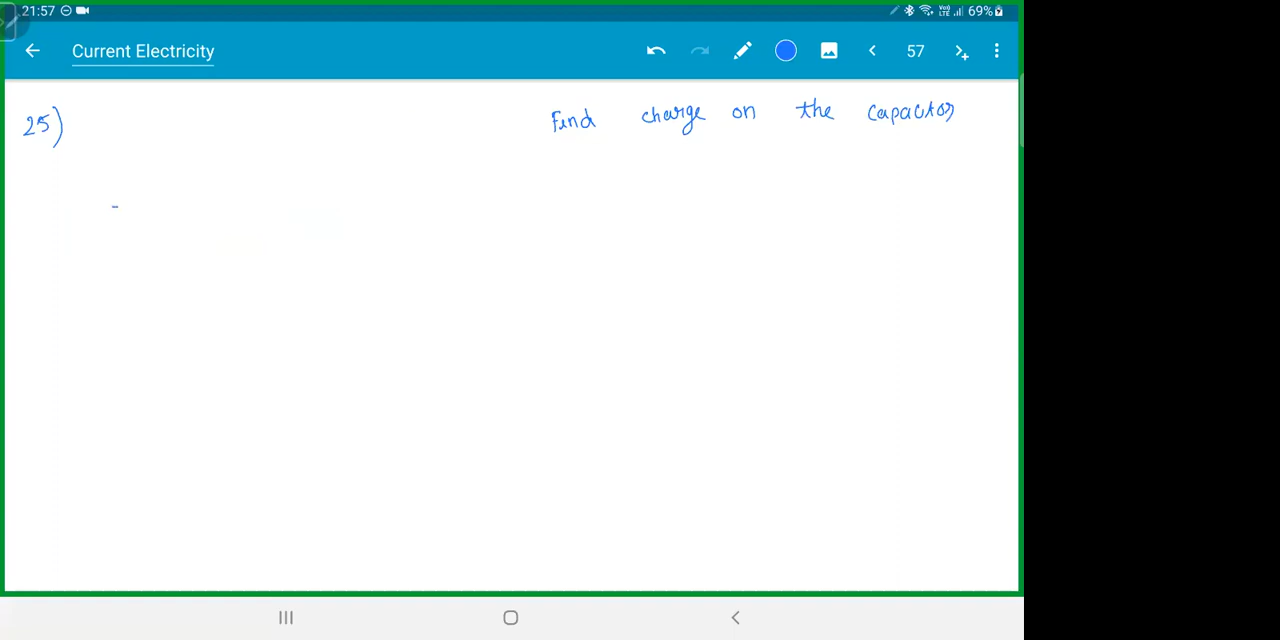 21:57 69%
Current Electricity 57
25) Find charge on the capacitor